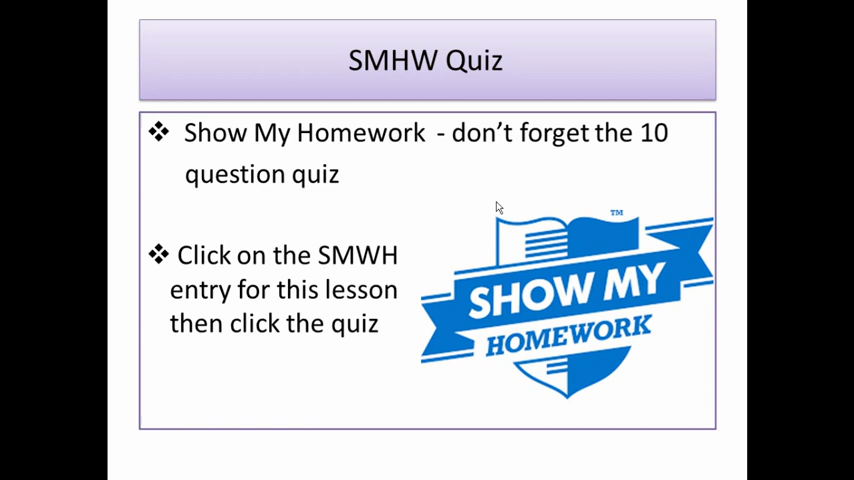 SMHW Quiz
❖ Show My Homework - don't forget the 10
question quiz
❖ Click on the SMWH
entry for this lesson
then click the quiz
TM
SHOW MY
HOMEWORK